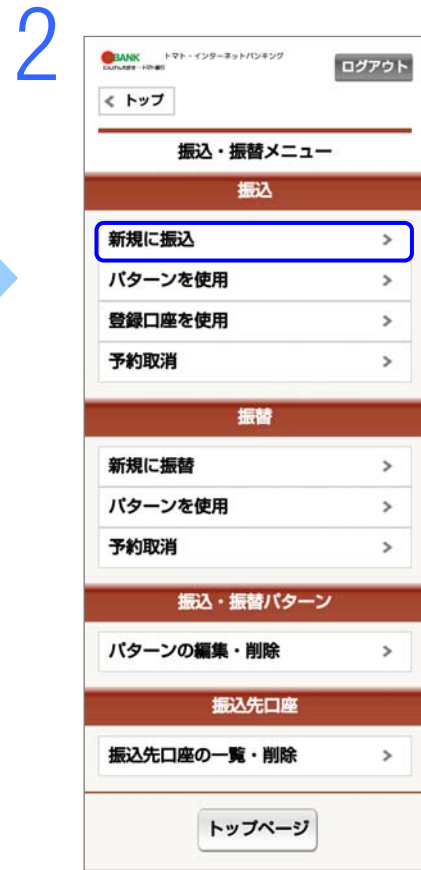 2
BANK トマト・インターネットバンキング
ログアウト
トップ
振込・振替メニュー
振込
新規に振込
パターンを使用
登録口座を使用
予約取消
振替
新規に振替
パターンを使用
予約取消
振込・振替パターン
パターンの編集・削除
振込先口座
振込先口座の一覧・削除
トップページ